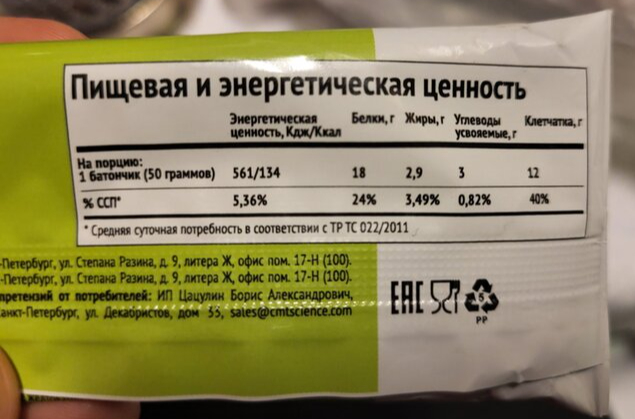 Пищевая и энергетическая ценность
Энергетическая Белки, г Жиры, г Углеводы Клетчатка, г
ценность, Кдж/Ккал усвояемые, г
На порцию:
1 батончик (50 граммов) 561/134 18 2,9 3 12
% ССП* 5,36% 24% 3,49% 0,82% 40%
* Средняя суточная потребность в соответствии с ТР ТС 022/2011
-Петербург, ул. Степана Разина, д. 9, литера Ж, офис пом. 17-Н (100).
-Петербург, ул. Степана Разина, д. 9, литера Ж, офис пом. 17-Н (100).
претензий от потребителей: ИП Цацулин Борис Александрович,
анкт-Петербург, ул. Декабристов, дом 33, sales@cmtscience.com
ЕАС 5
PP